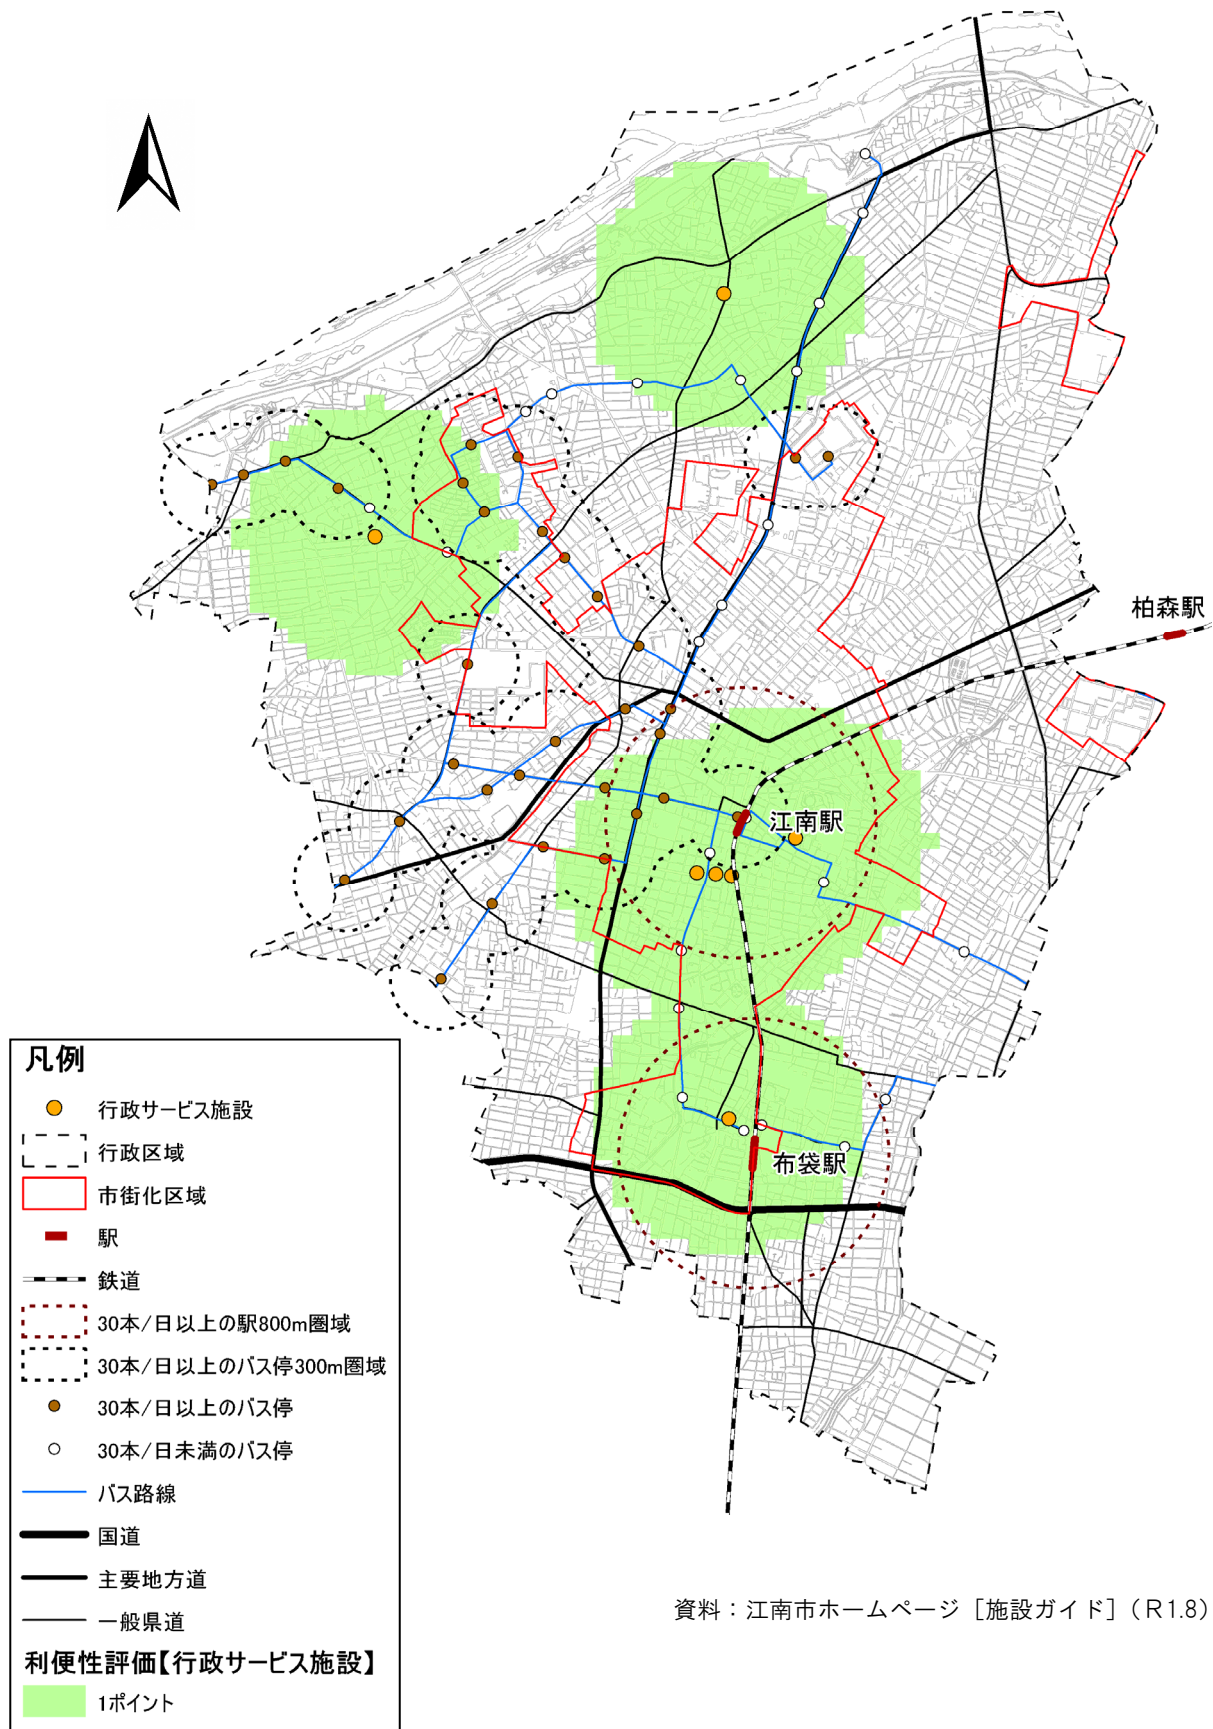 柏森駅
江南駅
布袋駅
凡例
行政サービス施設
行政区域
市街化区域
駅
鉄道
30本/日以上の駅800m圏域
30本/日以上のバス停300m圏域
30本/日以上のバス停
30本/日未満のバス停
バス路線
国道
主要地方道
一般県道
利便性評価【行政サービス施設】
1ポイント
資料：江南市ホームページ［施設ガイド］（R1.8）